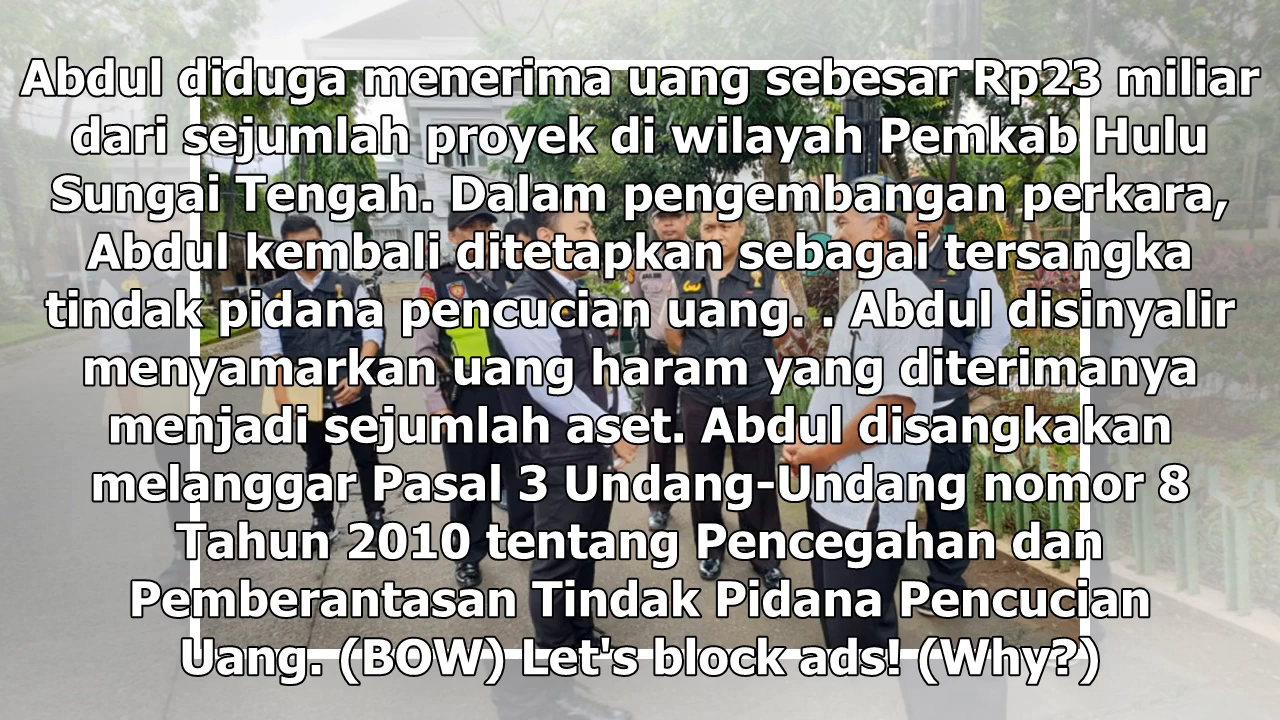 Abdul diduga menerima uang sebesar Rp23 miliar
dari sejumlah proyek di wilayah Pemkab Hulu
Sungai Tengah. Dalam pengembangan perkara,
Abdul kembali ditetapkan sebagai tersangka
tindak pidana pencucian uang. . Abdul disinyalir
menyamarkan uang haram yang diterimanya
menjadi sejumlah aset. Abdul disangkakan
melanggar Pasal 3 Undang-Undang nomor 8
Tahun 2010 tentang Pencegahan dan
Pemberantasan Tindak Pidana Pencucian
Uang. (BOW) Let's block ads! (Why?)